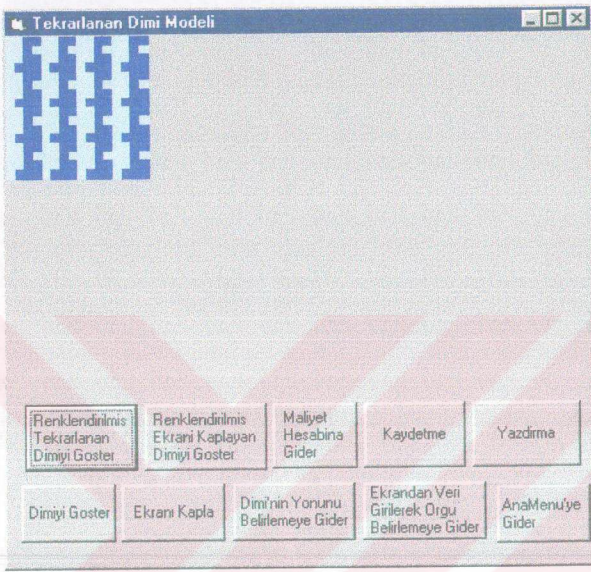 Tekrarlanan Dimi Modeli
Renklendirilmis
Tekrarlanan
Dimiyi Goster
Renklendirilmis
Ekrani Kaplayan
Dimiyi Goster
Maliyet
Hesabina
Gider
Kaydetme
Yazdirma
Dimiyi Goster
Ekranı Kapla
Dimi'nin Yonunu
Belirlemeye Gider
Ekrandan Veri
Girilerek Orgu
Belirlemeye Gider
AnaMenu'ye
Gider